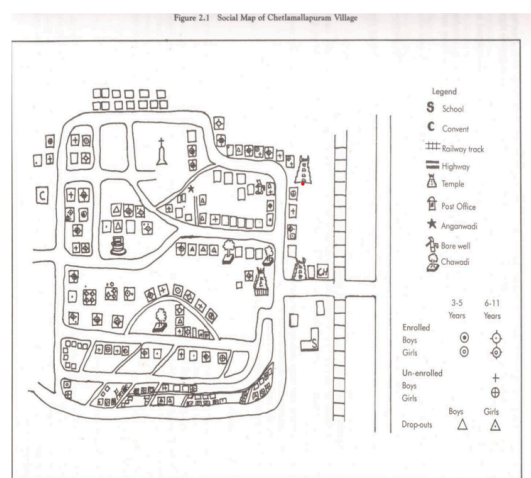 Figure 2.1 Social Map of Chetlamallapuram Village
Legend
S School
C Convent
Railway track
Highway
Temple
Post Office
Anganwadi
Bore well
Chawadi
C
CH
S
3-5 6-11
Years Years
Enrolled
Boys
Girls
Un-enrolled
Boys
Girls
Boys Girls
Drop-outs